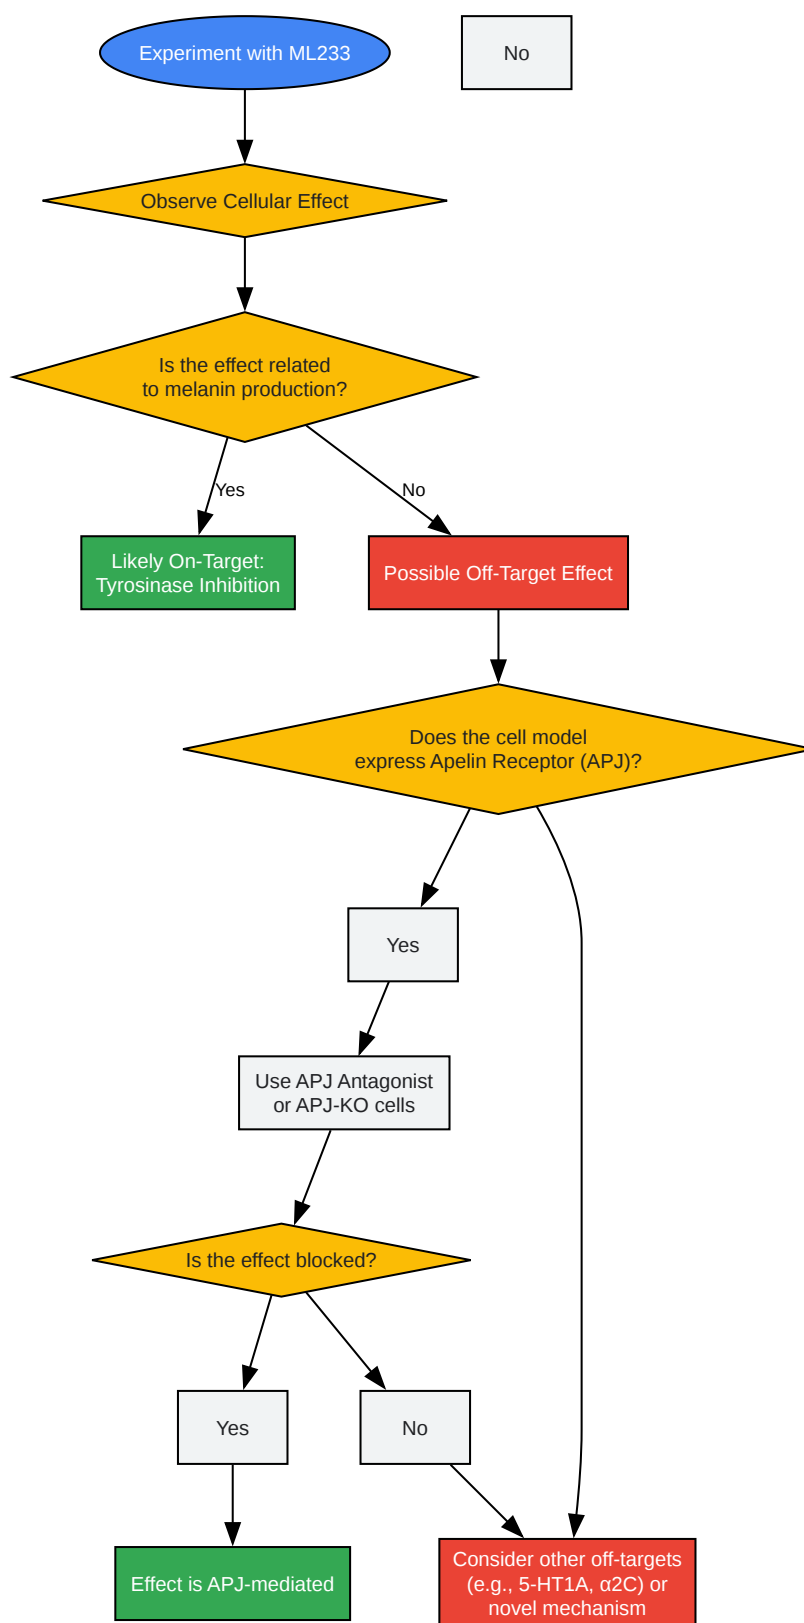 Experiment with ML233
No
Observe Cellular Effect
Is the effect related
to melanin production?
Yes
No
Likely On-Target:
Tyrosinase Inhibition
Possible Off-Target Effect
Does the cell model
express Apelin Receptor (APJ)?
Yes
Use APJ Antagonist
or APJ-KO cells
Is the effect blocked?
Yes
No
Effect is APJ-mediated
Consider other off-targets
(e.g., 5-HT1A, α2C) or
novel mechanism